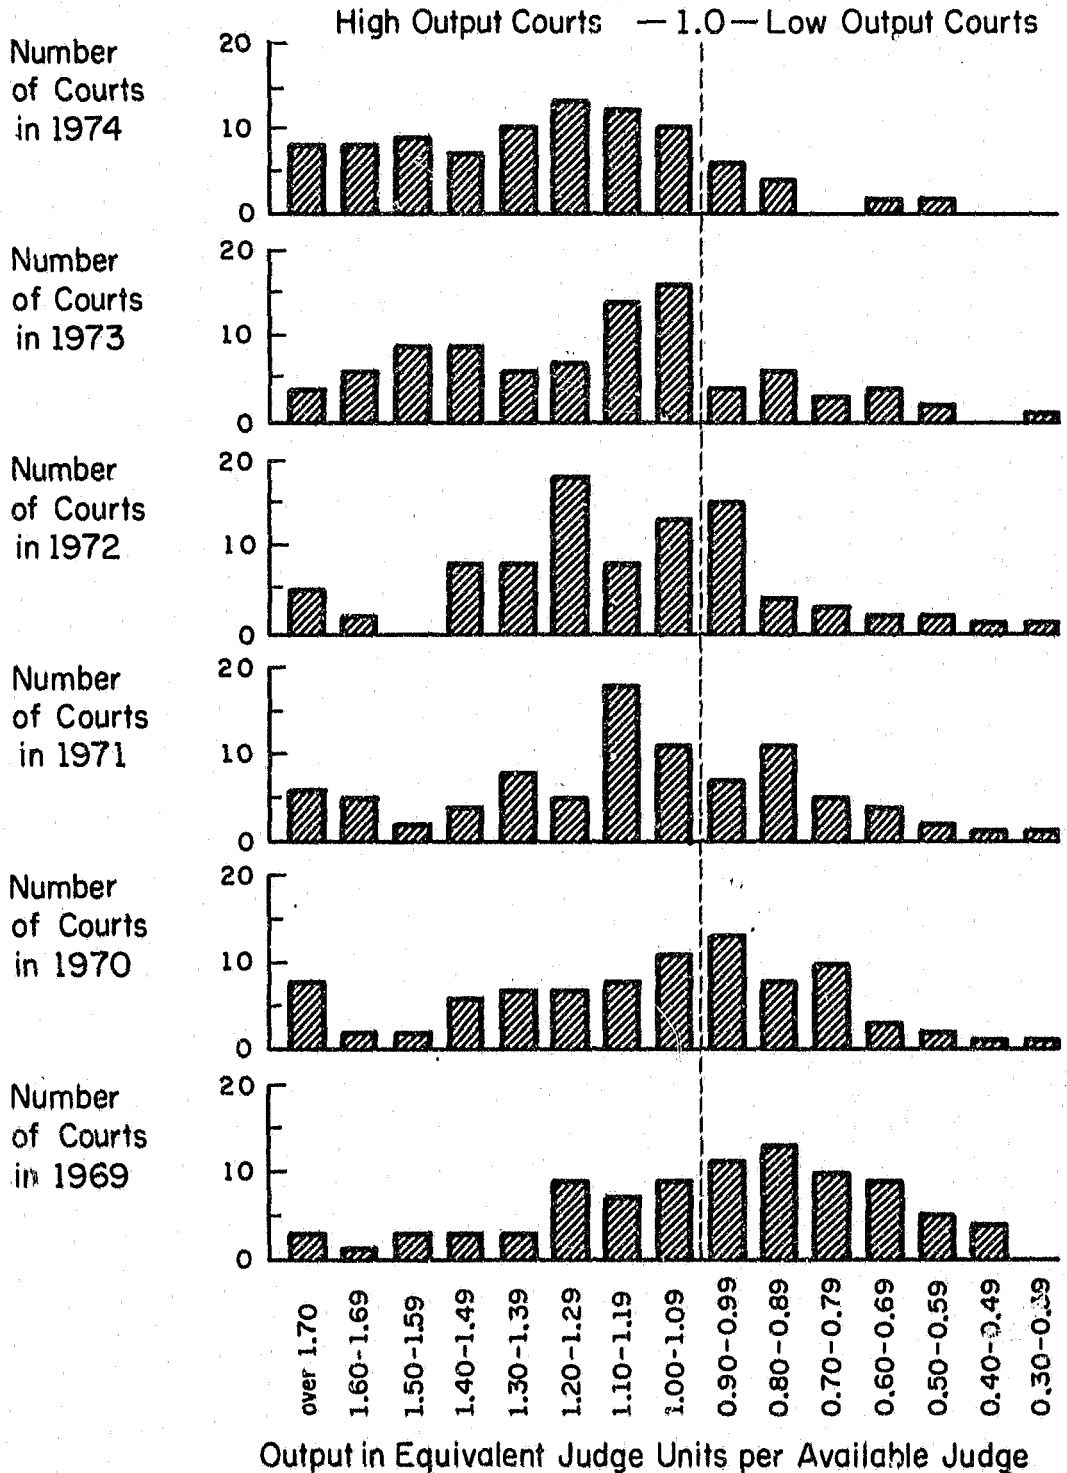 High Output Courts — 1.0 — Low Output Courts
Number
of Courts
in 1974
20
10
0
Number
of Courts
in 1973
20
10
0
Number
of Courts
in 1972
20
10
0
Number
of Courts
in 1971
20
10
0
Number
of Courts
in 1970
20
10
0
Number
of Courts
in 1969
20
10
0
over 1.70
1.60-1.69
1.50-1.59
1.40-1.49
1.30-1.39
1.20-1.29
1.10-1.19
1.00-1.09
0.90-0.99
0.80-0.89
0.70-0.79
0.60-0.69
0.50-0.59
0.40-0.49
0.30-0.39
Output in Equivalent Judge Units per Available Judge